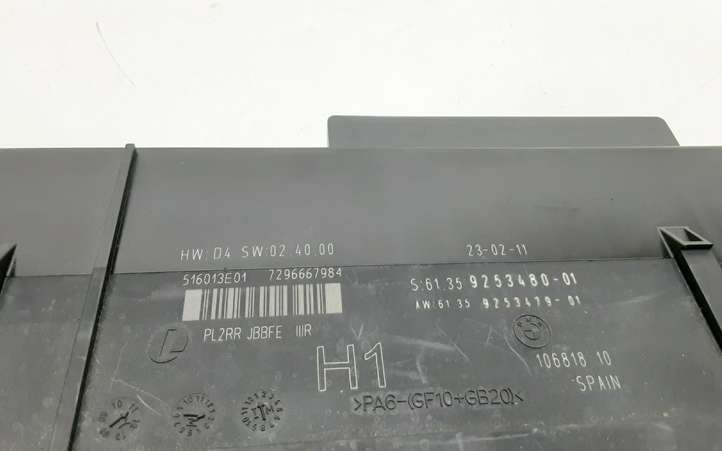 HW: D4 SW:02.40.00
23-02-11
516013E01 7296667984
S:61.35 9253480-01
AW:61 35 9253479-01
PL2RR JBBFE IIIR
H1
106818 10
SPAIN
>PA6-(GF10+GB20)<